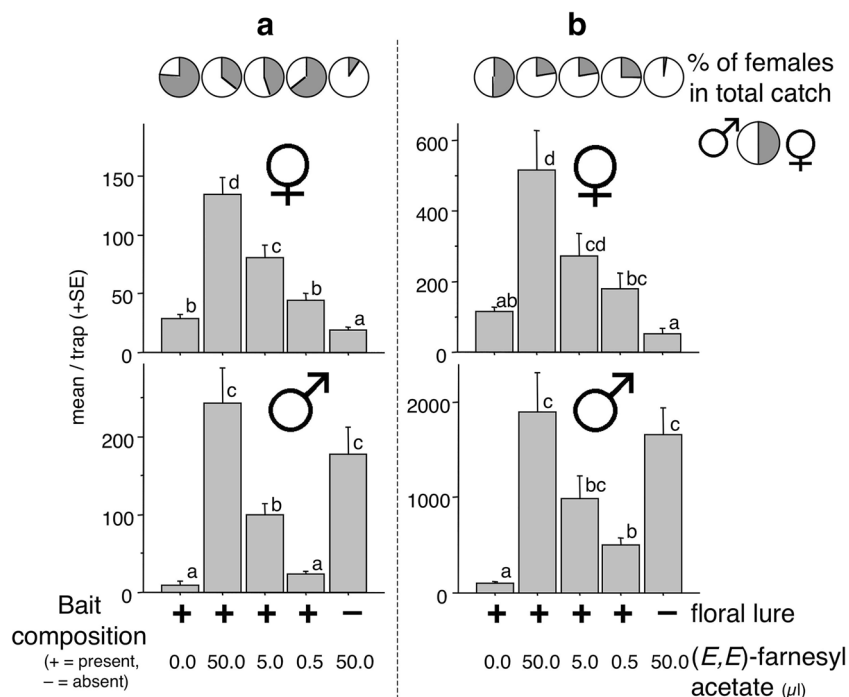 a
b
% of females
in total catch
♂ ♀
mean / trap (+SE)
150
100
50
0
b
d
c
b
a
♀
600
400
200
0
ab
d
cd
bc
a
♀
200
100
0
a
c
b
a
c
♂
2000
1000
0
a
c
bc
b
c
♂
Bait
composition
(+ = present,
– = absent)
+ + + + –
+ + + + – floral lure
0.0 50.0 5.0 0.5 50.0
0.0 50.0 5.0 0.5 50.0 (E,E)-farnesyl
acetate (µl)